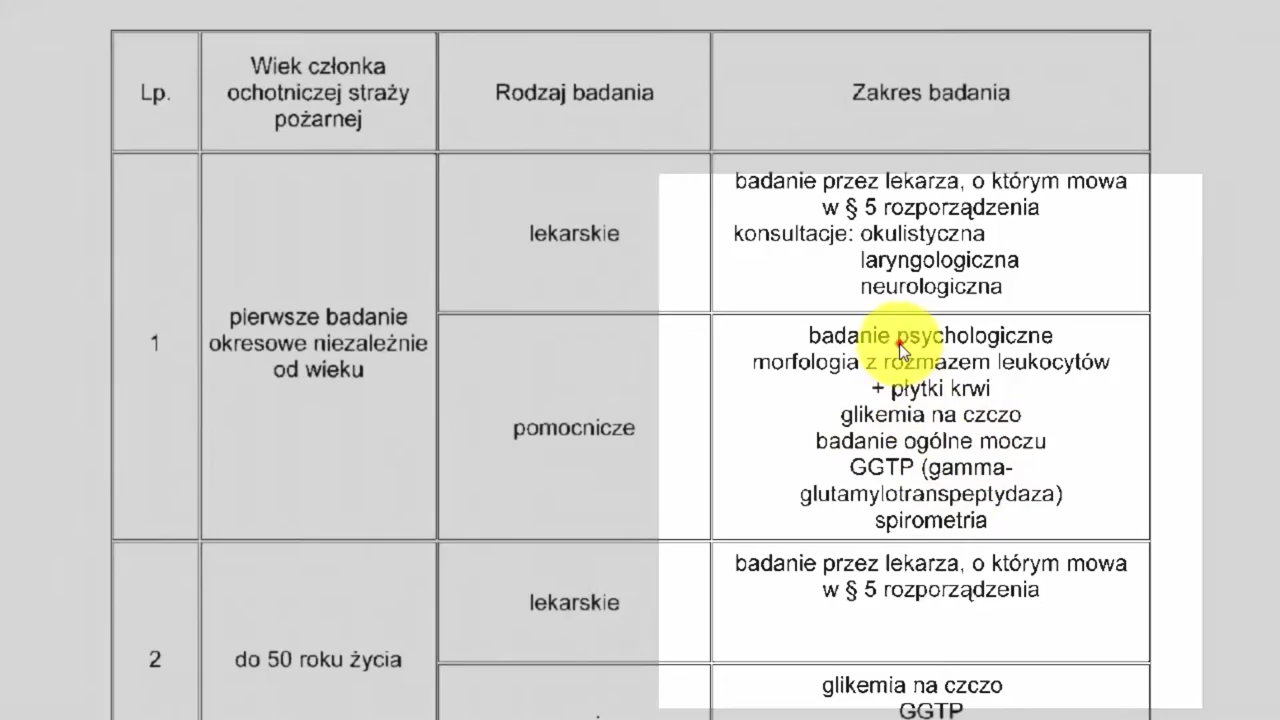 Lp.
Wiek członka
ochotniczej straży
pożarnej
Rodzaj badania
Zakres badania
1
pierwsze badanie
okresowe niezależnie
od wieku
lekarskie
badanie przez lekarza, o którym mowa
w § 5 rozporządzenia
konsultacje: okulistyczna
laryngologiczna
neurologiczna
pomocnicze
badanie psychologiczne
morfologia z rozmazem leukocytów
+ płytki krwi
glikemia na czczo
badanie ogólne moczu
GGTP (gamma-
glutamylotranspeptydaza)
spirometria
2
do 50 roku życia
lekarskie
badanie przez lekarza, o którym mowa
w § 5 rozporządzenia
glikemia na czczo
GGTP